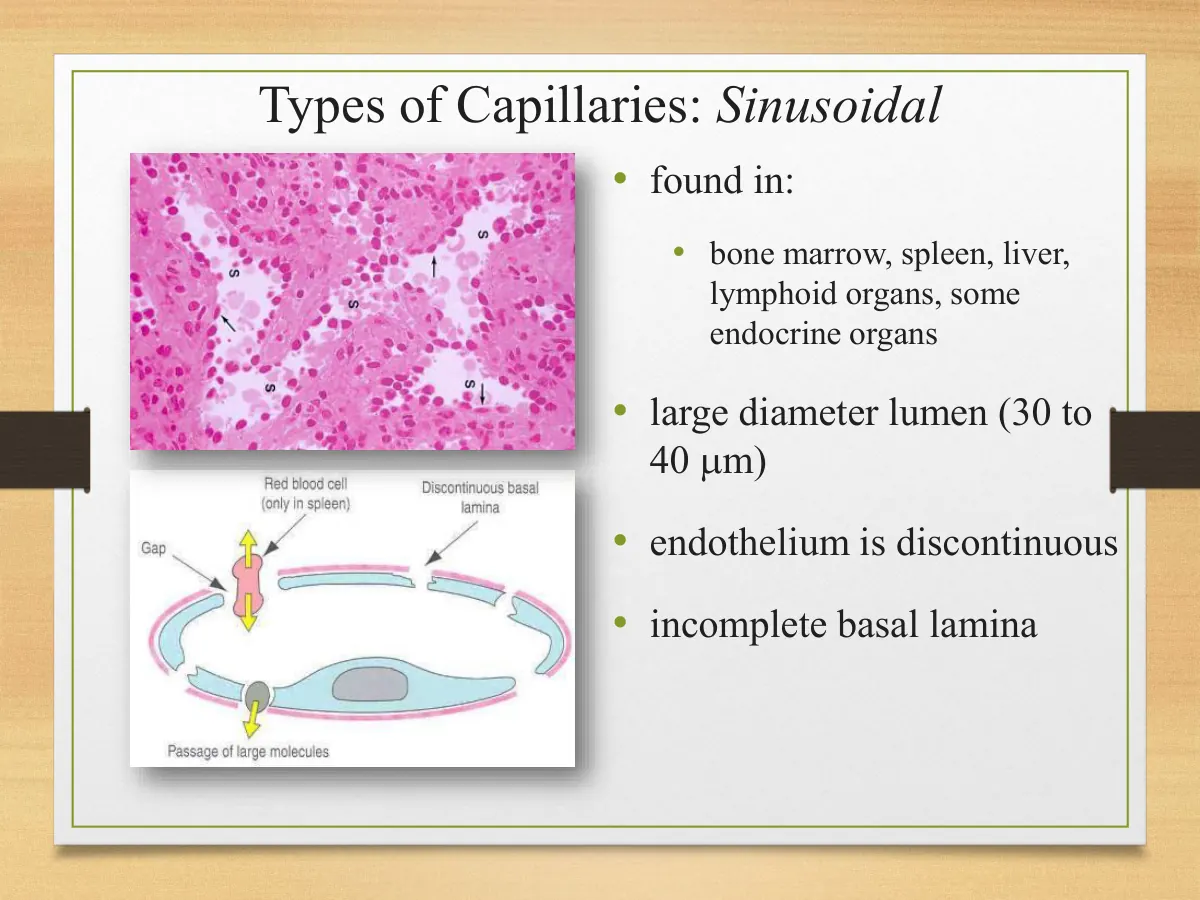 Types of Capillaries: Sinusoidal
S
S
S
S
S
Red blood cell
(only in spleen)
Discontinuous basal
lamina
Gap
Passage of large molecules
• found in:
• bone marrow, spleen, liver,
lymphoid organs, some
endocrine organs
• large diameter lumen (30 to
40 μm)
• endothelium is discontinuous
• incomplete basal lamina